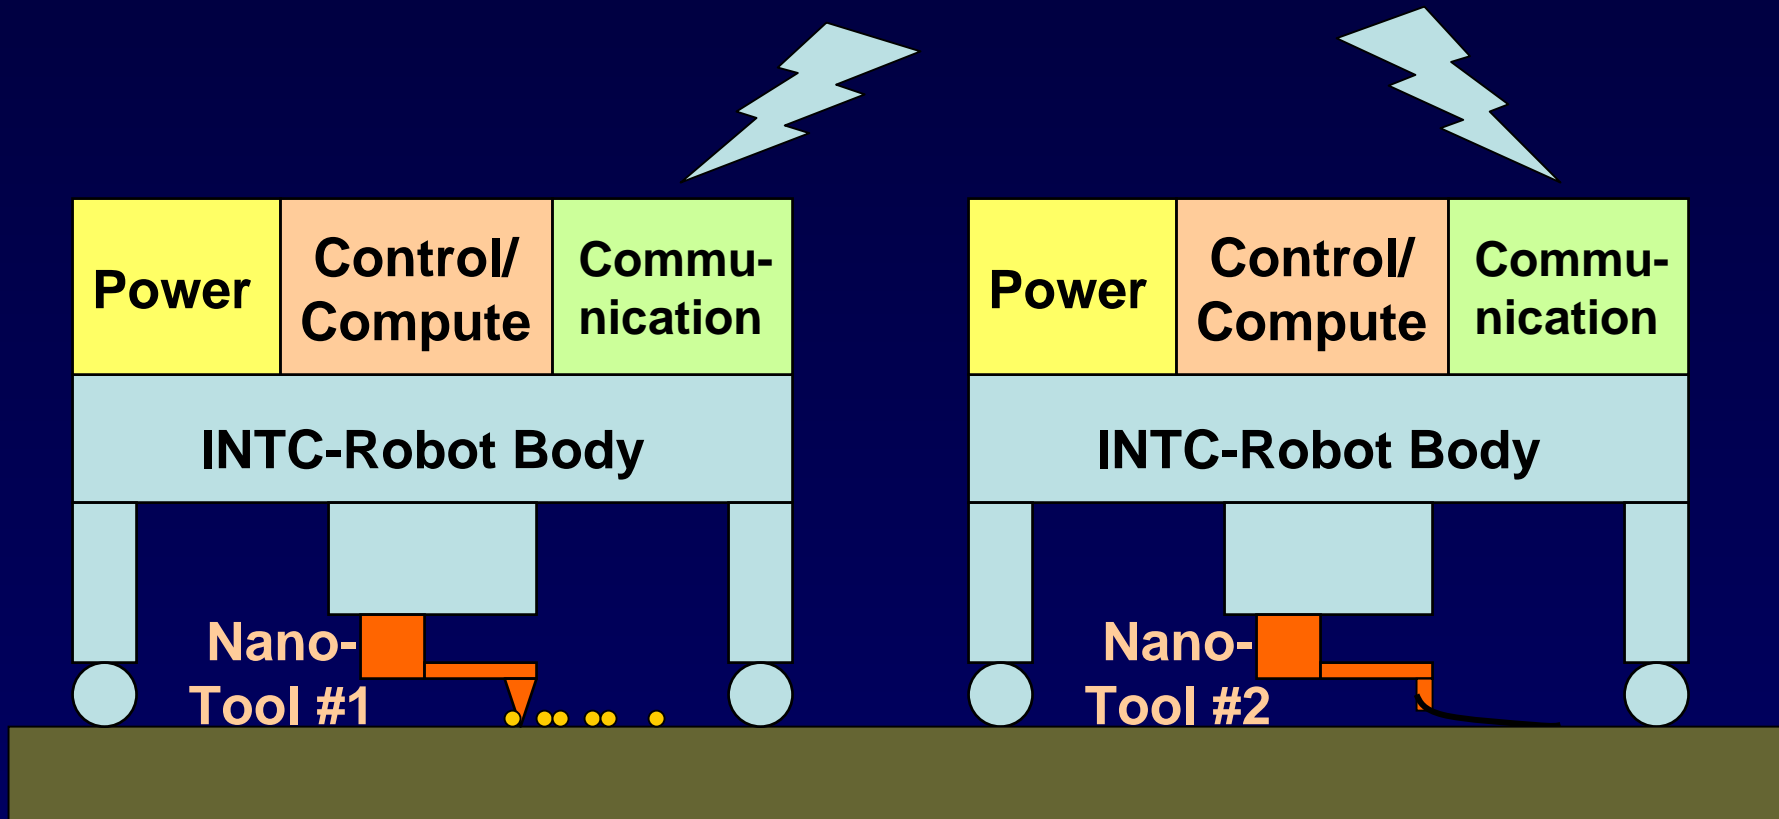 Power
Control/
Compute
Commu-
nication
INTC-Robot Body
Nano-
Tool #1
Power
Control/
Compute
Commu-
nication
INTC-Robot Body
Nano-
Tool #2